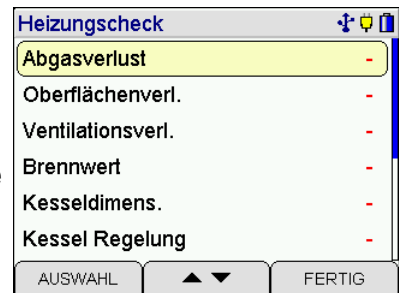 Heizungscheck
Abgasverlust -
Oberflächenverl. -
Ventilationsverl. -
Brennwert -
Kesseldimens. -
Kessel Regelung -
AUSWAHL ▲ ▼ FERTIG